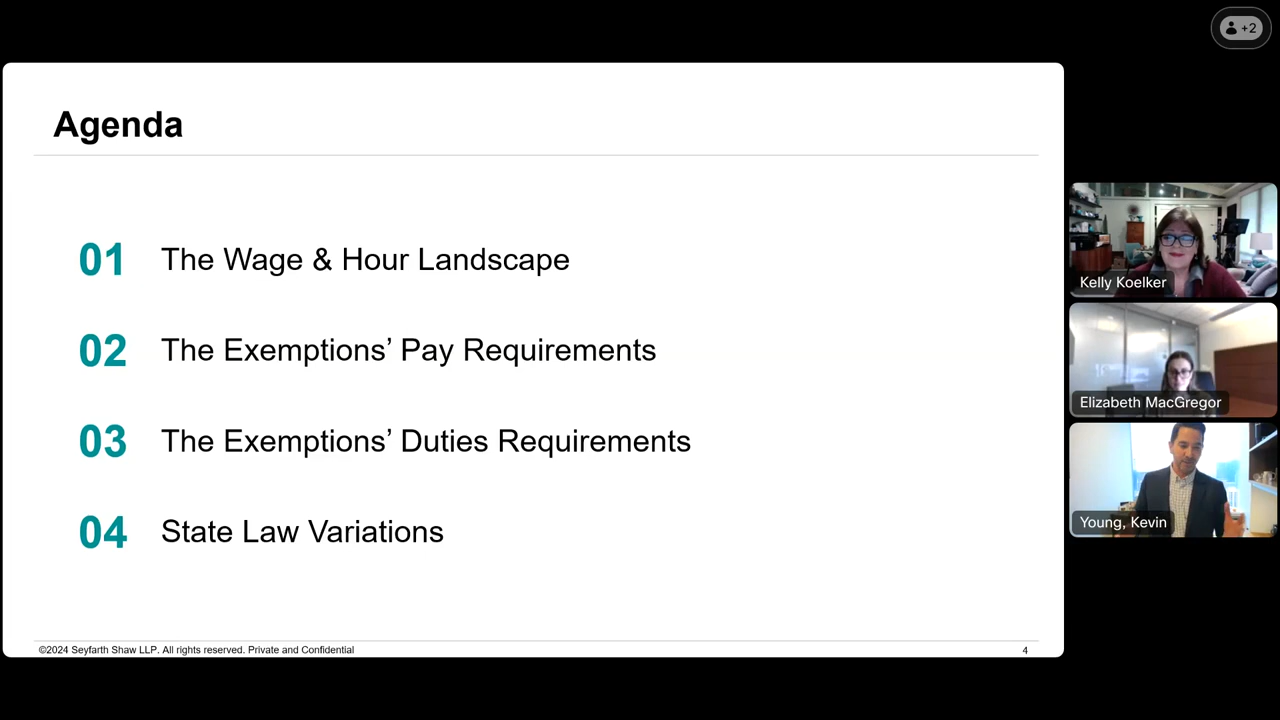 +2
Agenda
01 The Wage & Hour Landscape
02 The Exemptions’ Pay Requirements
03 The Exemptions’ Duties Requirements
04 State Law Variations
©2024 Seyfarth Shaw LLP. All rights reserved. Private and Confidential 4
Kelly Koelker
Elizabeth MacGregor
Young, Kevin